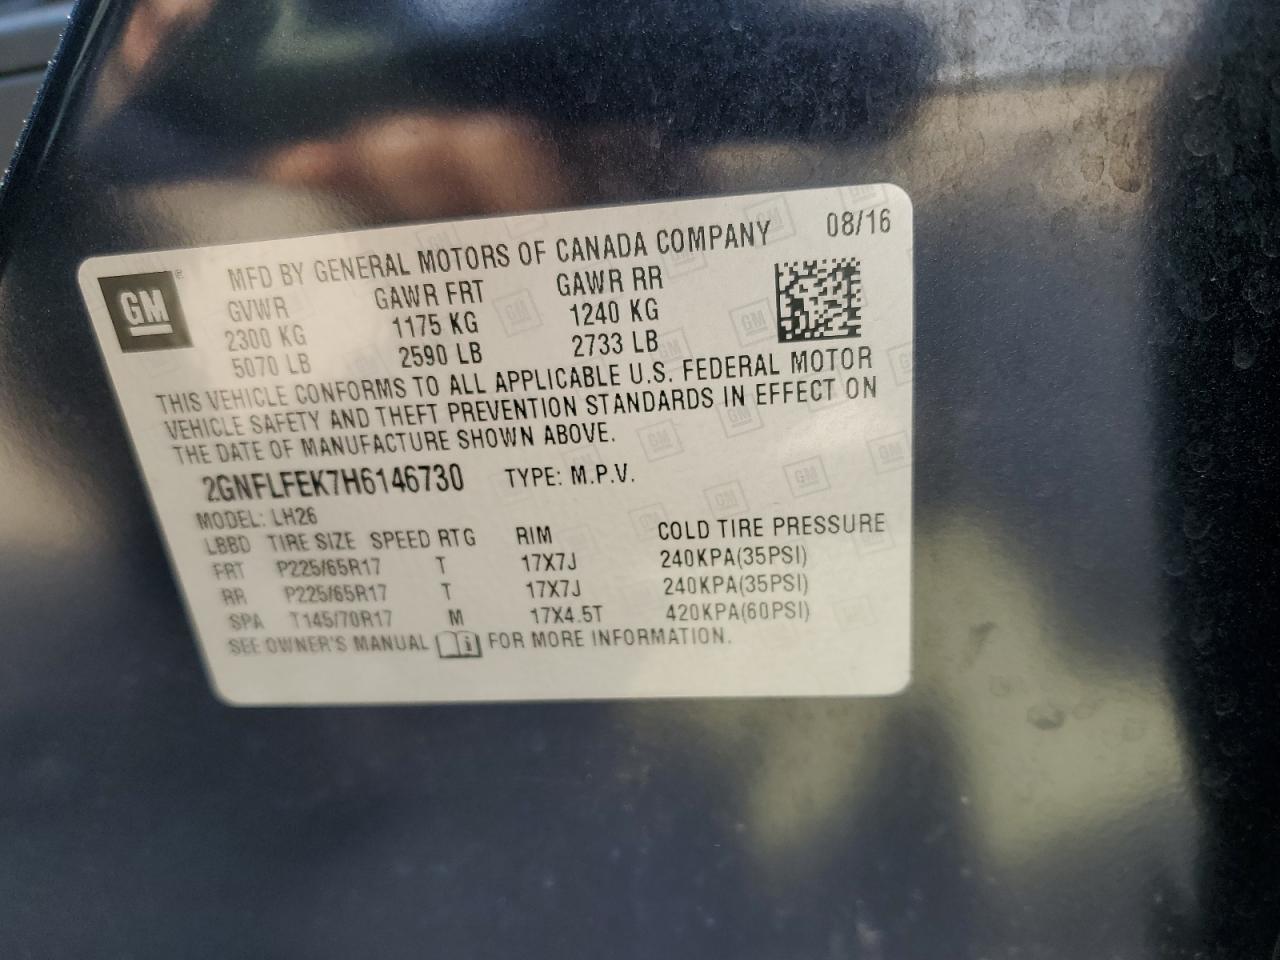 08/16
GM ® MFD BY GENERAL MOTORS OF CANADA COMPANY
GVWR GAWR FRT GAWR RR
2300 KG 1175 KG 1240 KG
5070 LB 2590 LB 2733 LB
THIS VEHICLE CONFORMS TO ALL APPLICABLE U.S. FEDERAL MOTOR
VEHICLE SAFETY AND THEFT PREVENTION STANDARDS IN EFFECT ON
THE DATE OF MANUFACTURE SHOWN ABOVE.
2GNFLFEK7H6146730 TYPE: M.P.V.
MODEL: LH26
LBBD TIRE SIZE SPEED RTG RIM COLD TIRE PRESSURE
FRT P225/65R17 T 17X7J 240KPA(35PSI)
RR P225/65R17 T 17X7J 240KPA(35PSI)
SPA T145/70R17 M 17X4.5T 420KPA(60PSI)
SEE OWNER'S MANUAL FOR MORE INFORMATION.